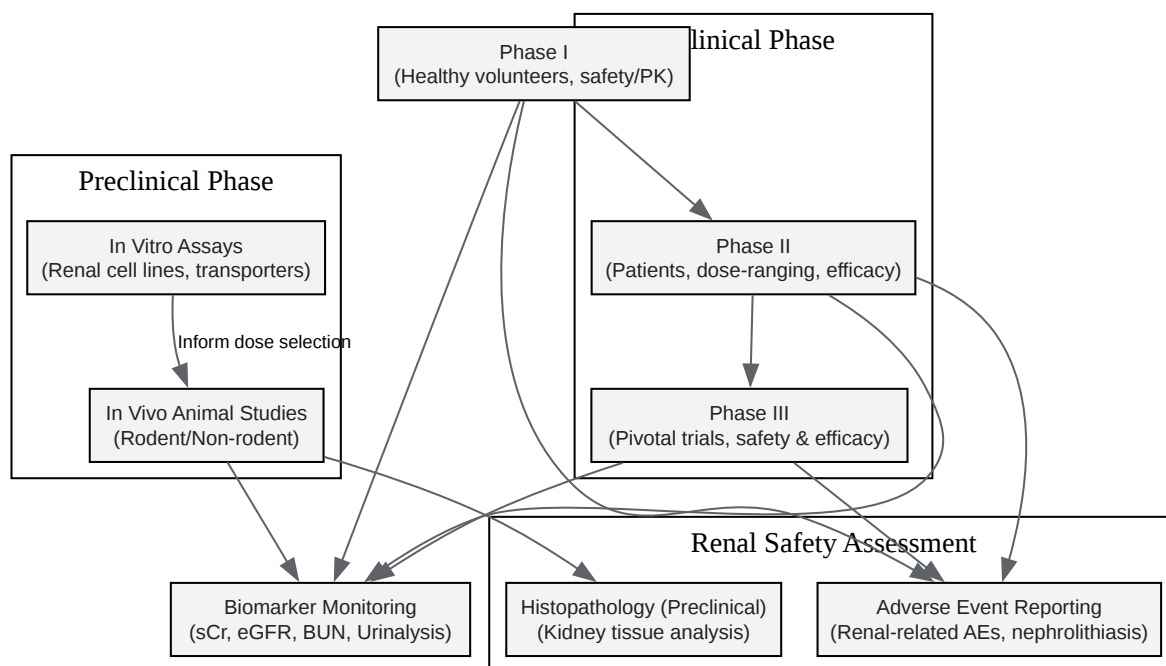 Phase I
(Healthy volunteers, safety/PK)
linical Phase
Preclinical Phase
In Vitro Assays
(Renal cell lines, transporters)
Phase II
(Patients, dose-ranging, efficacy)
Inform dose selection
In Vivo Animal Studies
(Rodent/Non-rodent)
Phase III
(Pivotal trials, safety & efficacy)
Renal Safety Assessment
Biomarker Monitoring
(sCr, eGFR, BUN, Urinalysis)
Histopathology (Preclinical)
(Kidney tissue analysis)
Adverse Event Reporting
(Renal-related AEs, nephrolithiasis)